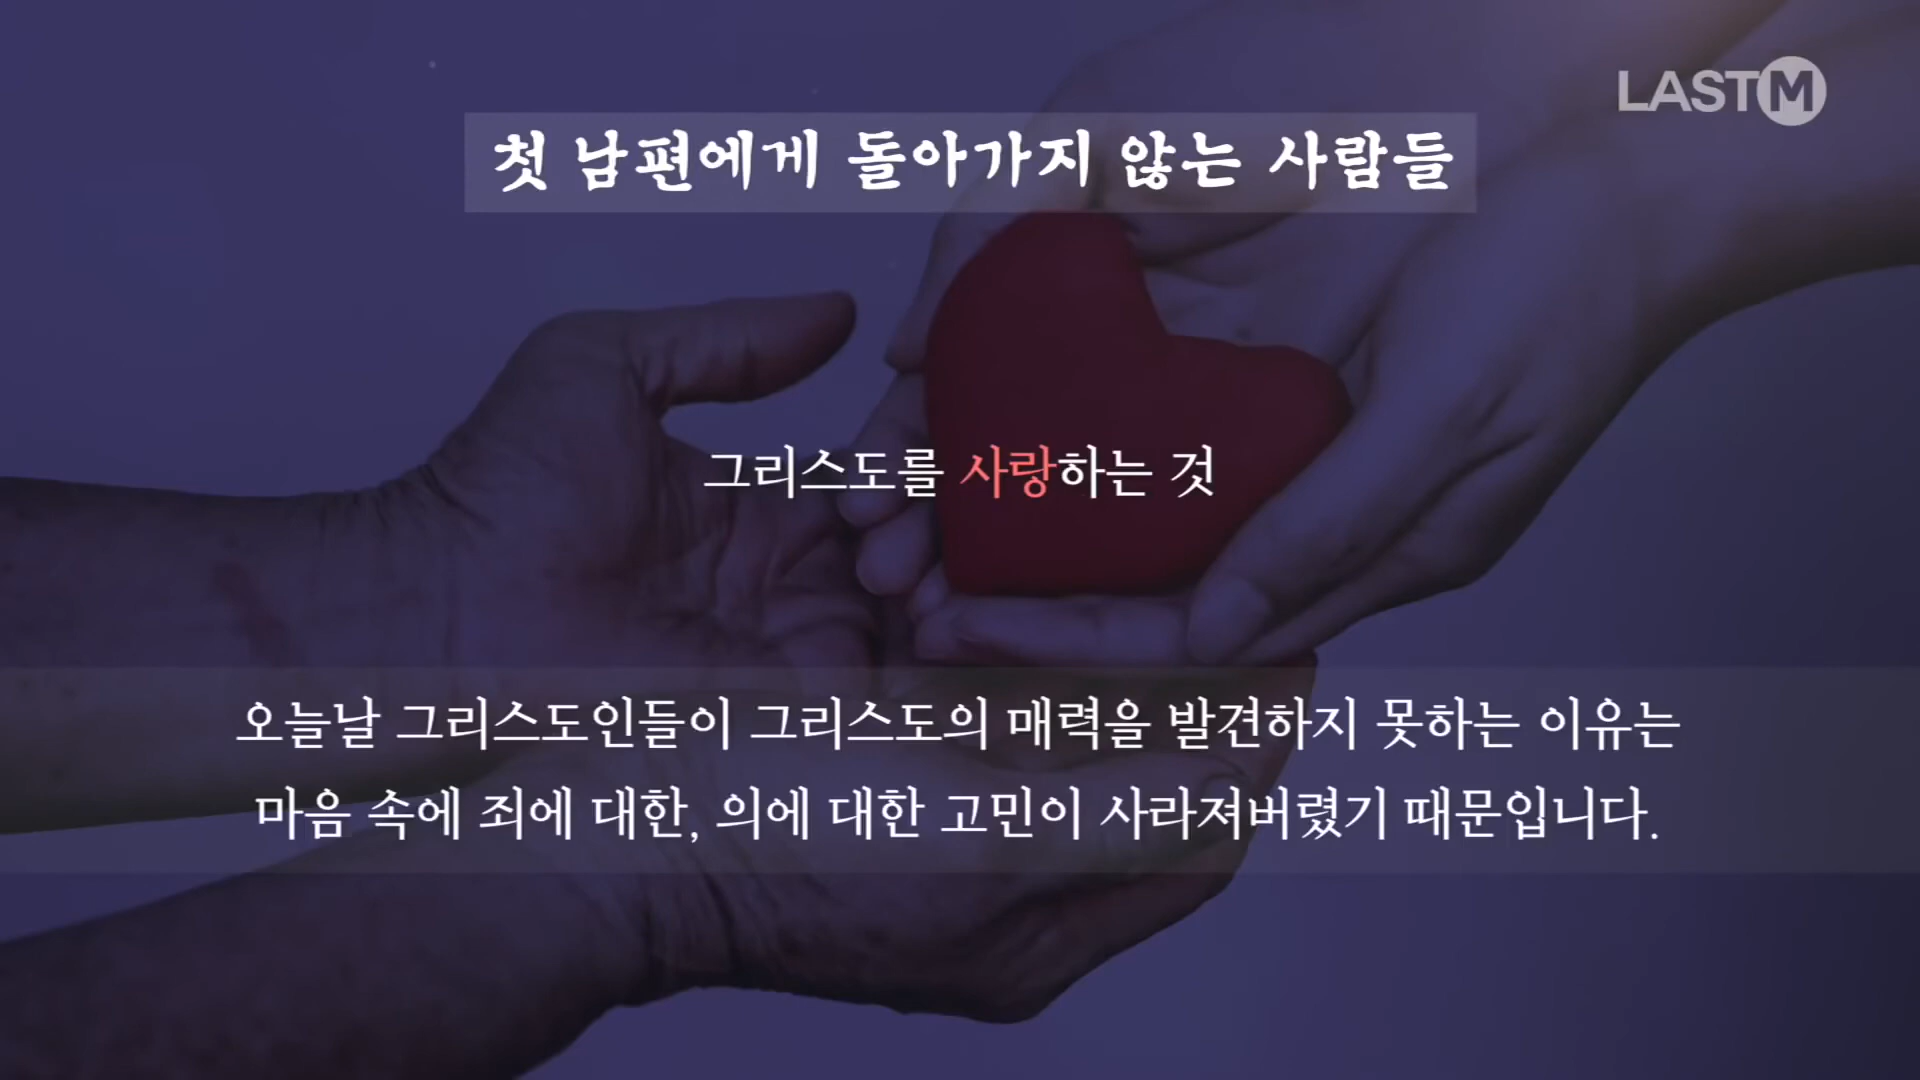 LASTM
첫 남편에게 돌아가지 않는 사람들
그리스도를 사랑하는 것
오늘날 그리스도인들이 그리스도의 매력을 발견하지 못하는 이유는
마음 속에 죄에 대한, 의에 대한 고민이 사라져버렸기 때문입니다.